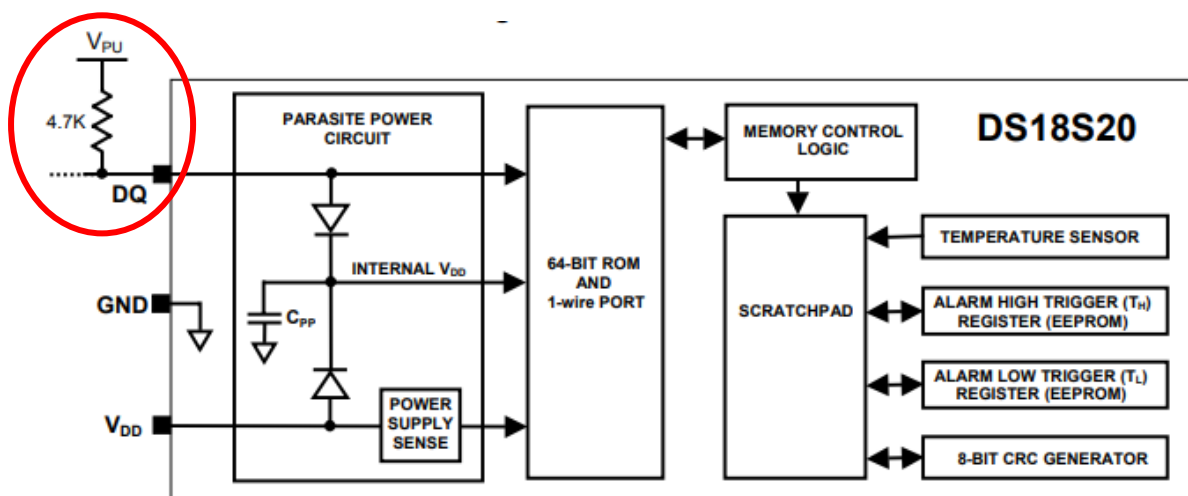 VPU
4.7K
DQ
GND
VDD
PARASITE POWER
CIRCUIT
INTERNAL VDD
CPP
POWER
SUPPLY
SENSE
64-BIT ROM
AND
1-wire PORT
MEMORY CONTROL
LOGIC
SCRATCHPAD
DS18S20
TEMPERATURE SENSOR
ALARM HIGH TRIGGER (TH)
REGISTER (EEPROM)
ALARM LOW TRIGGER (TL)
REGISTER (EEPROM)
8-BIT CRC GENERATOR